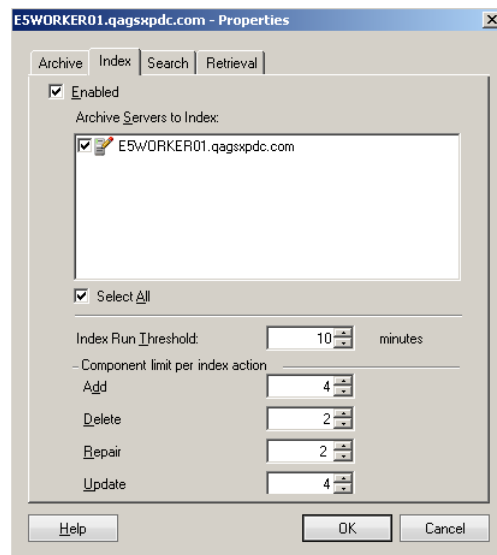 E5WORKER01.qagsxpdc.com - Properties
Archive Index Search Retrieval
Enabled
Archive Servers to Index:
E5WORKER01.qagsxpdc.com
Select All
Index Run Threshold: 10 minutes
Component limit per index action
Add 4
Delete 2
Repair 2
Update 4
Help OK Cancel